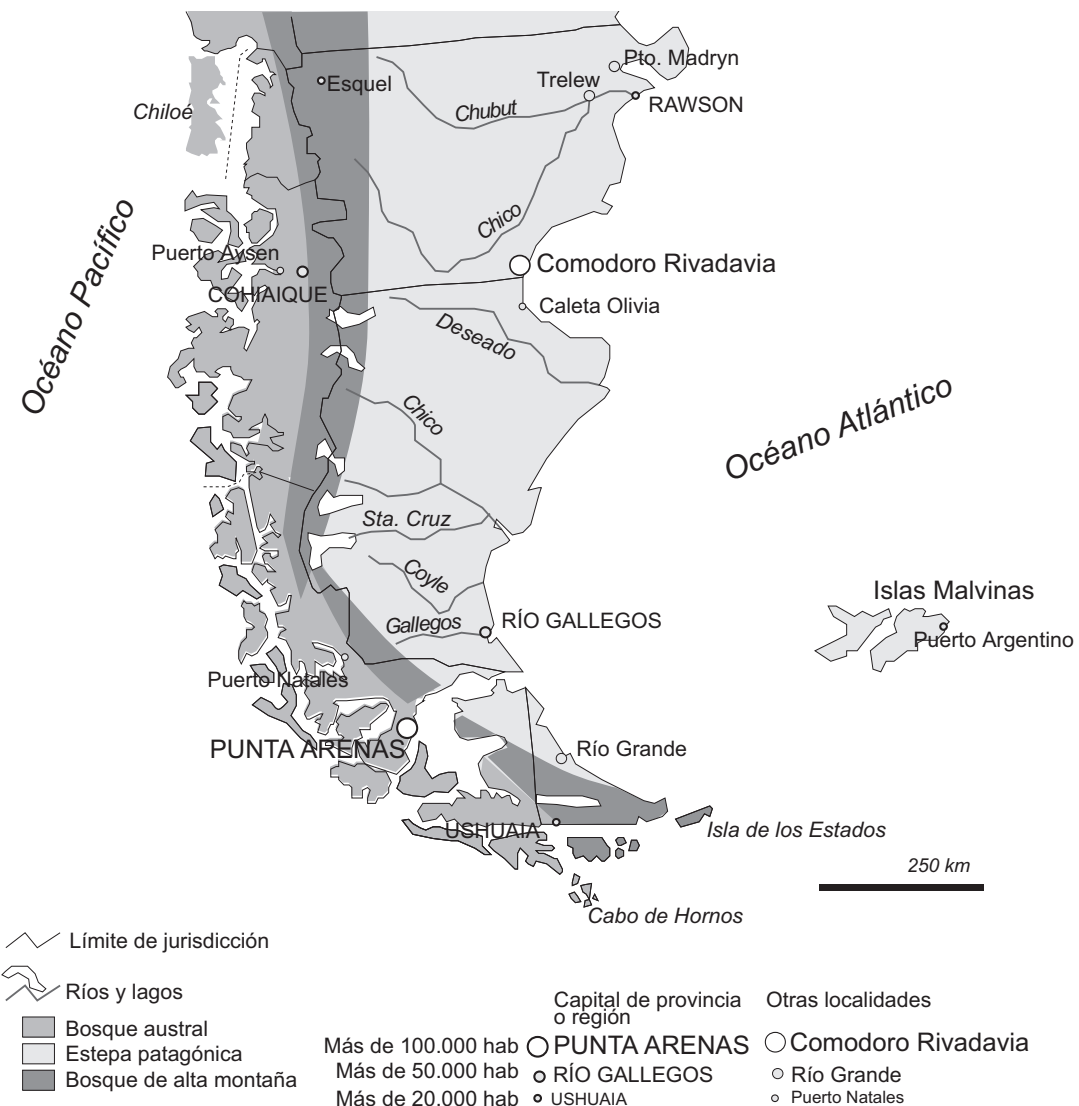 Pto. Madryn
Esquel
Trelew
Chiloé
Chubut
RAWSON
Océano Pacífico
Chico
Puerto Aysen
Comodoro Rivadavia
COHIAIQUE
Caleta Olivia
Deseado
Océano Atlántico
Chico
Sta. Cruz
Coyle
Islas Malvinas
Gallegos
RÍO GALLEGOS
Puerto Argentino
Puerto Natales
PUNTA ARENAS
Río Grande
USHUAIA
Isla de los Estados
250 km
Cabo de Hornos
Límite de jurisdicción
Ríos y lagos
Bosque austral
Estepa patagónica
Bosque de alta montaña
Capital de provincia
o región
Otras localidades
Más de 100.000 hab PUNTA ARENAS Comodoro Rivadavia
Más de 50.000 hab RÍO GALLEGOS Río Grande
Más de 20.000 hab USHUAIA Puerto Natales